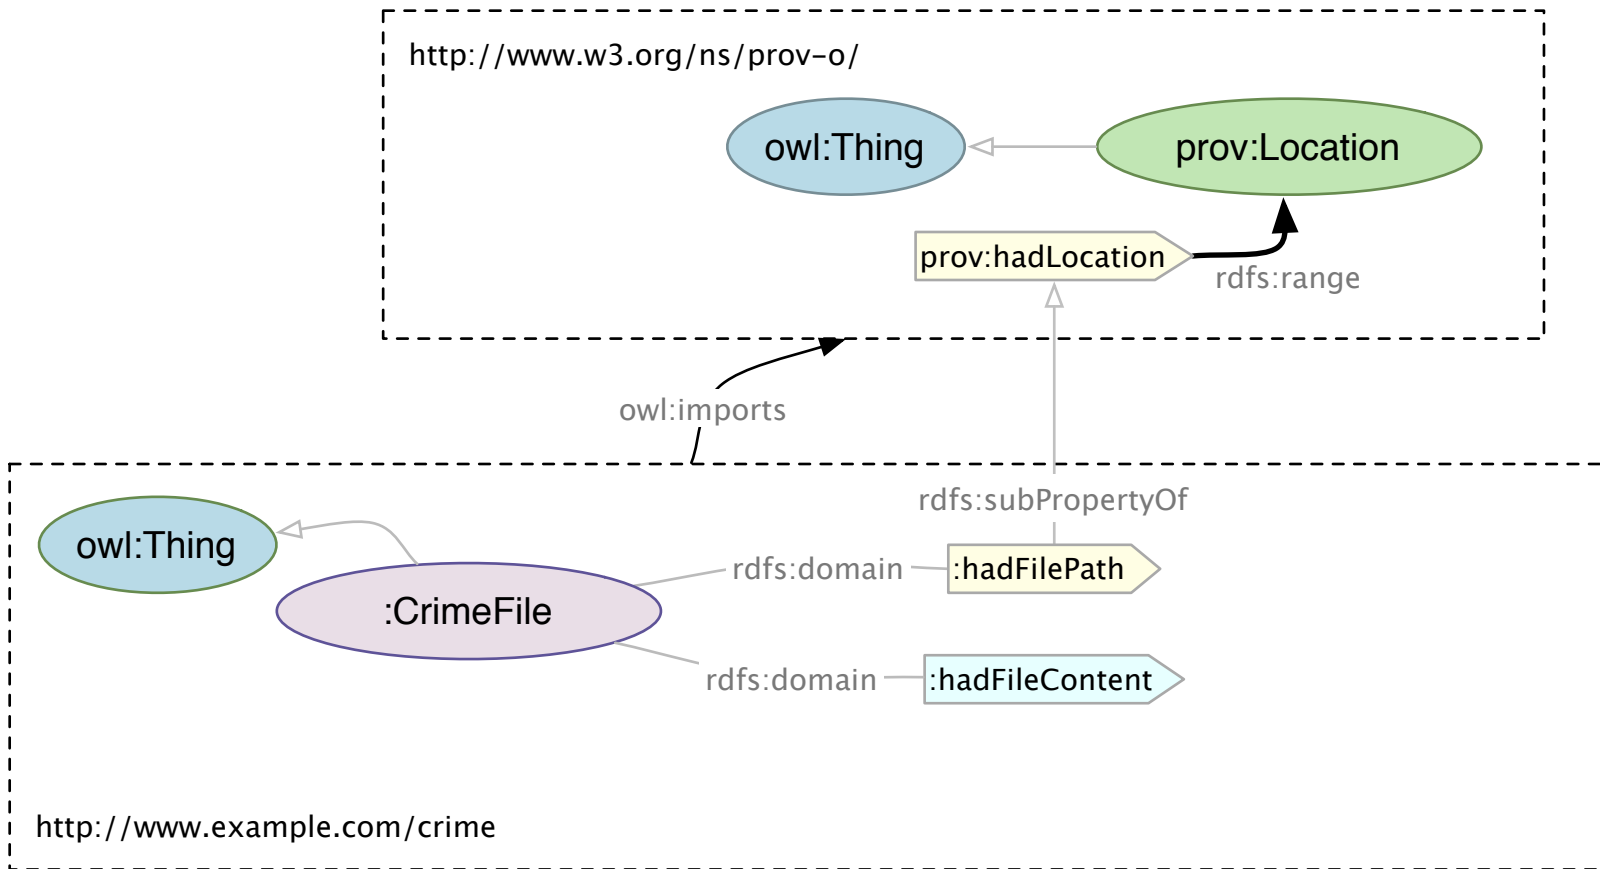 http://www.w3.org/ns/prov-o/
owl:Thing
prov:Location
prov:hadLocation
rdfs:range
owl:imports
rdfs:subPropertyOf
owl:Thing
rdfs:domain
:hadFilePath
:CrimeFile
rdfs:domain
:hadFileContent
http://www.example.com/crime